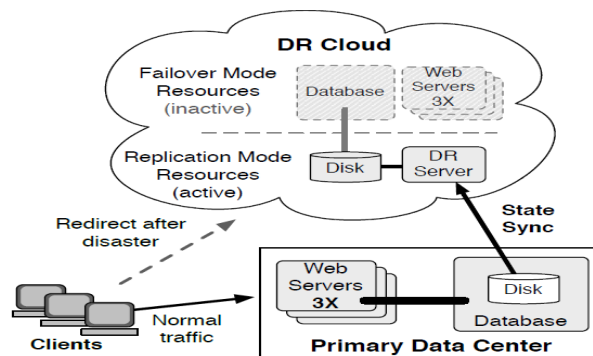 DR Cloud
Failover Mode
Resources
(inactive)
Database
Web
Servers
3X
Replication Mode
Resources
(active)
Disk
DR
Server
Redirect after
disaster
State
Sync
Web
Servers
3X
Disk
Database
Clients
Normal
traffic
Primary Data Center